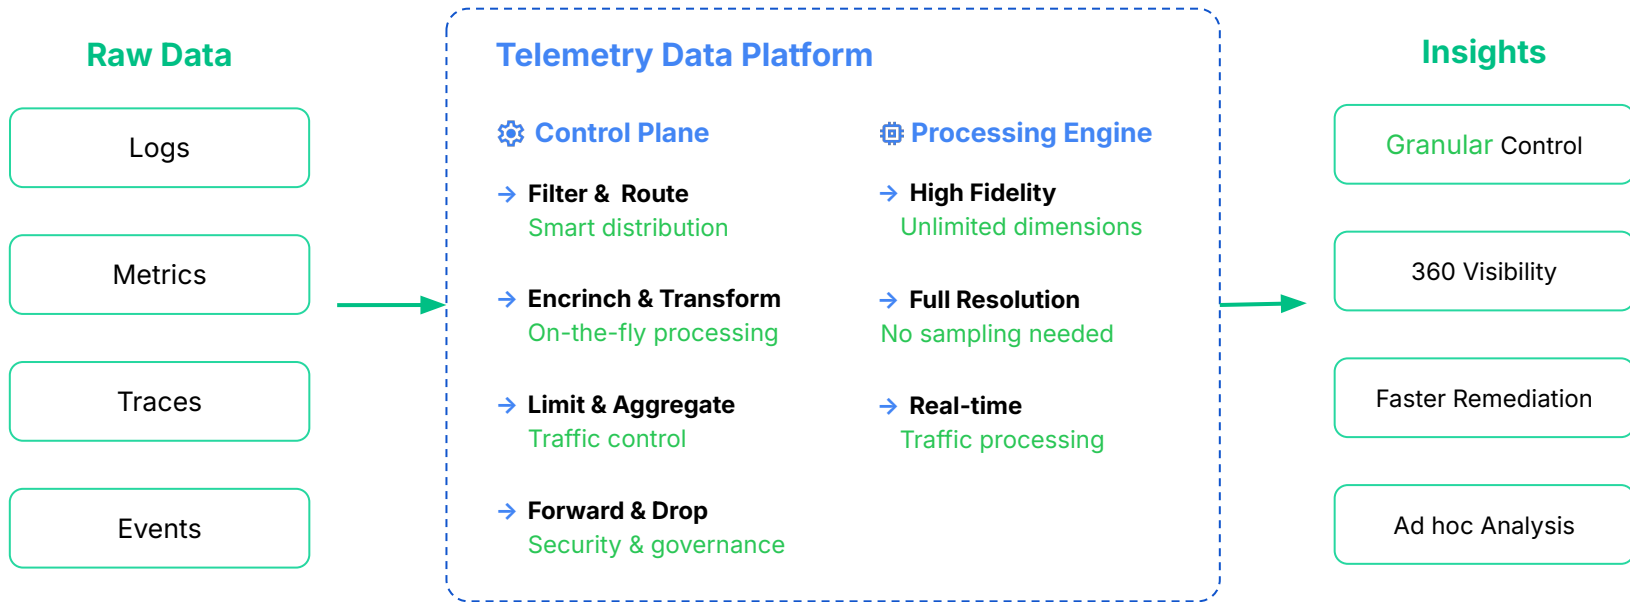 Raw Data
Logs
Metrics
Traces
Events
Telemetry Data Platform
Control Plane
Filter &  Route
Smart distribution
Encrinch & Transform
On-the-fly processing
Limit & Aggregate
Traffic control
Forward & Drop
Security & governance
Processing Engine
High Fidelity
Unlimited dimensions
Full Resolution
No sampling needed
Real-time
Traffic processing
Insights
Granular Control
360 Visibility
Faster Remediation
Ad hoc Analysis